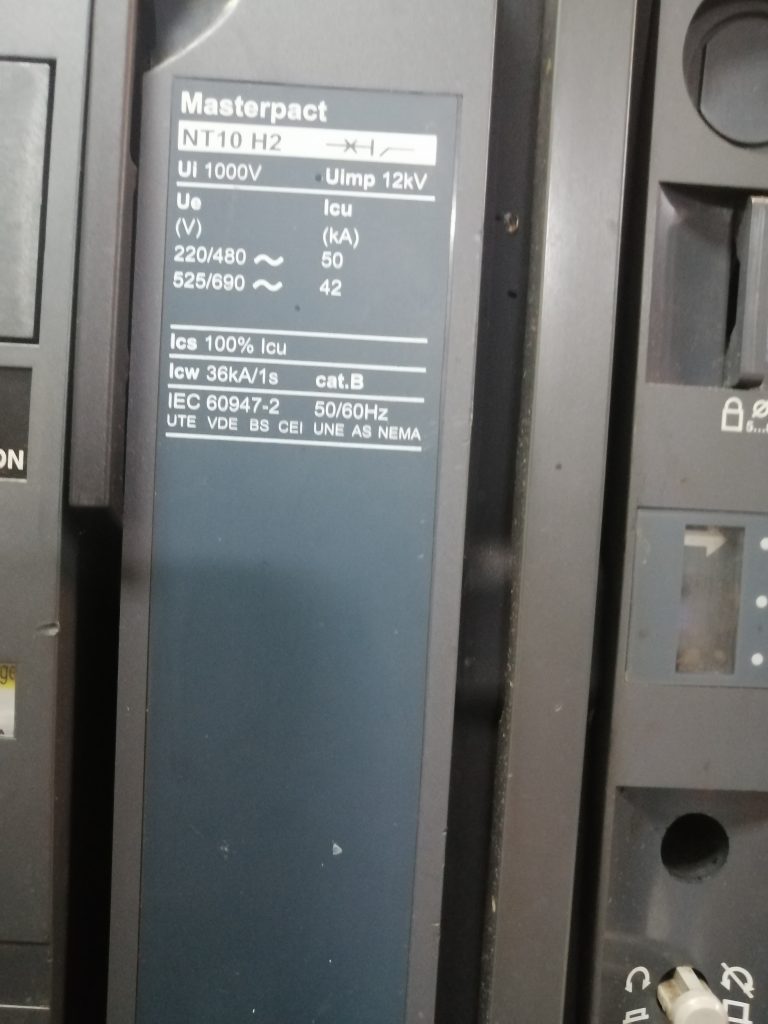 Masterpact
NT10 H2
Ui 1000V Uimp 12kV
Ue Icu
(V) (kA)
220/480 ~ 50
525/690 ~ 42
Ics 100% Icu
Icw 36kA/1s cat.B
IEC 60947-2 50/60Hz
UTE VDE BS CEI UNE AS NEMA
ON